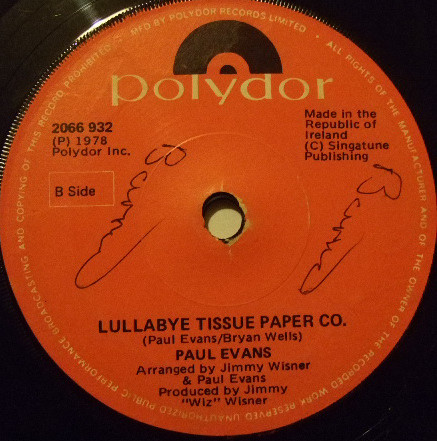 MFD BY POLYDOR RECORDS LIMITED · ALL RIGHTS OF THE MANUFACTURER AND OF THE OWNER OF THE RECORDED WORK RESERVED UNAUTHORISED PUBLIC PERFORMANCE BROADCASTING AND COPYING OF THIS RECORD PROHIBITED ·
polydor
2066 932
(P) 1978
Polydor Inc.
B Side
Made in the
Republic of
Ireland
(C) Singatune
Publishing
LULLABYE TISSUE PAPER CO.
(Paul Evans/Bryan Wells)
PAUL EVANS
Arranged by Jimmy Wisner
& Paul Evans
Produced by Jimmy
"Wiz" Wisner